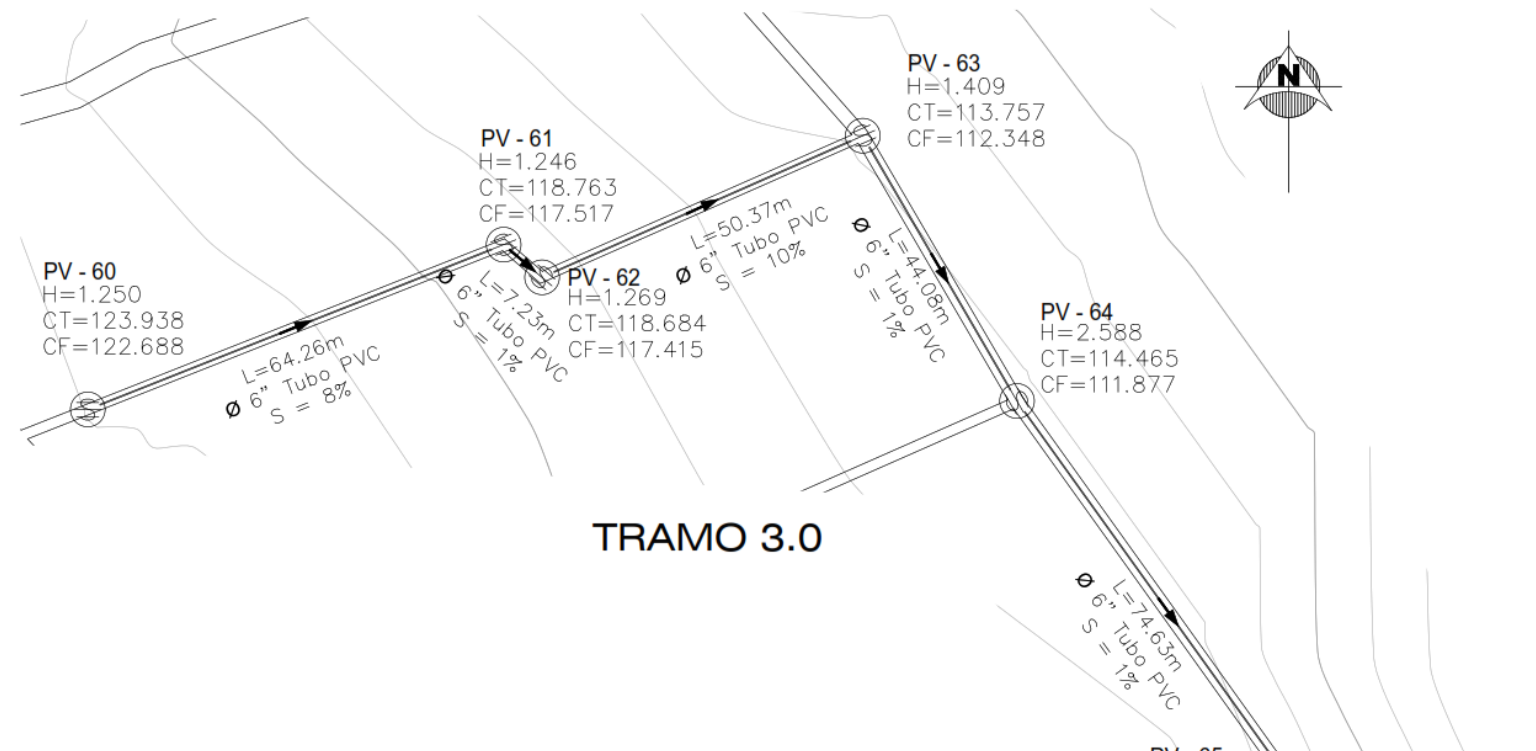 PV - 63
H=1.409
CT=113.757
CF=112.348
N
PV - 61
H=1.246
CT=118.763
CF=117.517
L=50.37m
Ø 6" Tubo PVC
S = 10%
PV - 60
H=1.250
CT=123.938
CF=122.688
L=64.26m
Ø 6" Tubo PVC
S = 8%
L=7.23m
Ø 6" Tubo PVC
S = 1%
PV - 62
H=1.269
CT=118.684
CF=117.415
L=44.08m
Ø 6" Tubo PVC
S = 1%
PV - 64
H=2.588
CT=114.465
CF=111.877
TRAMO 3.0
L=74.63m
Ø 6" Tubo PVC
S = 1%